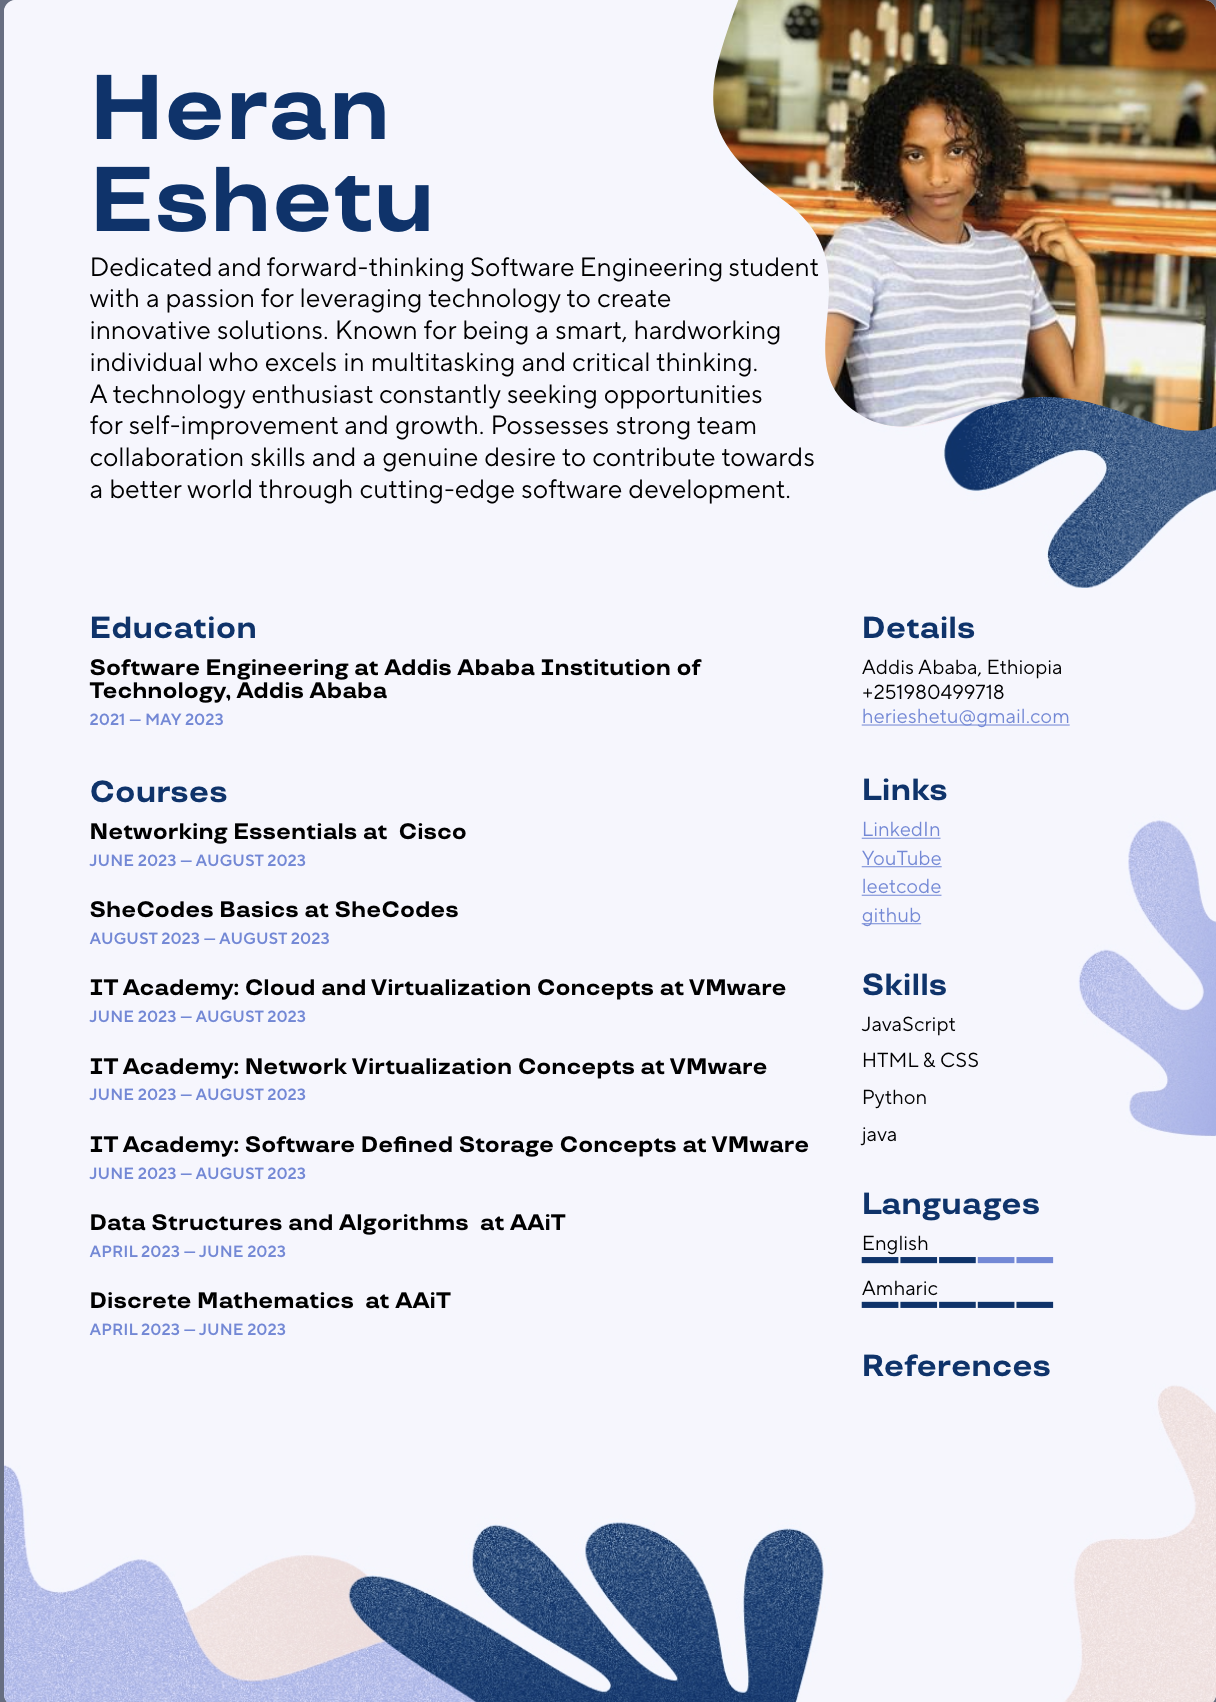 Heran
Eshetu
Dedicated and forward-thinking Software Engineering student
with a passion for leveraging technology to create
innovative solutions. Known for being a smart, hardworking
individual who excels in multitasking and critical thinking.
A technology enthusiast constantly seeking opportunities
for self-improvement and growth. Possesses strong team
collaboration skills and a genuine desire to contribute towards
a better world through cutting-edge software development.
Education
Software Engineering at Addis Ababa Institution of
Technology, Addis Ababa
2021 — MAY 2023
Courses
Networking Essentials at  Cisco
JUNE 2023 — AUGUST 2023
SheCodes Basics at SheCodes
AUGUST 2023 — AUGUST 2023
IT Academy: Cloud and Virtualization Concepts at VMware
JUNE 2023 — AUGUST 2023
IT Academy: Network Virtualization Concepts at VMware
JUNE 2023 — AUGUST 2023
IT Academy: Software Defined Storage Concepts at VMware
JUNE 2023 — AUGUST 2023
Data Structures and Algorithms  at AAiT
APRIL 2023 — JUNE 2023
Discrete Mathematics  at AAiT
APRIL 2023 — JUNE 2023
Details
Addis Ababa, Ethiopia
+251980499718
herieshetu@gmail.com
Links
LinkedIn
YouTube
leetcode
github
Skills
JavaScript
HTML & CSS
Python
java
Languages
English
Amharic
References